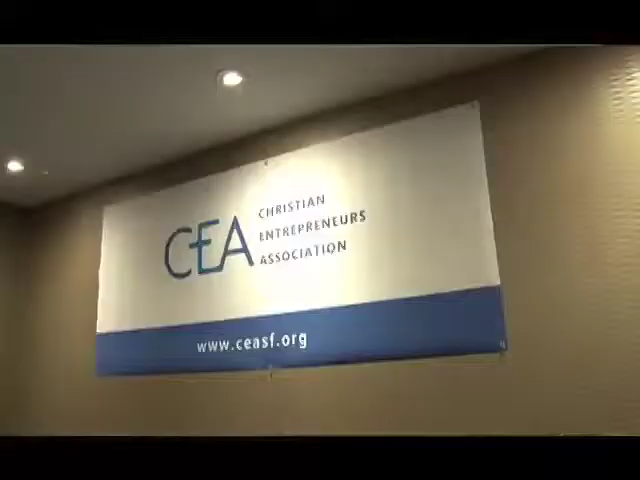 CEA
CHRISTIAN
ENTREPRENEURS
ASSOCIATION
www.ceasf.org